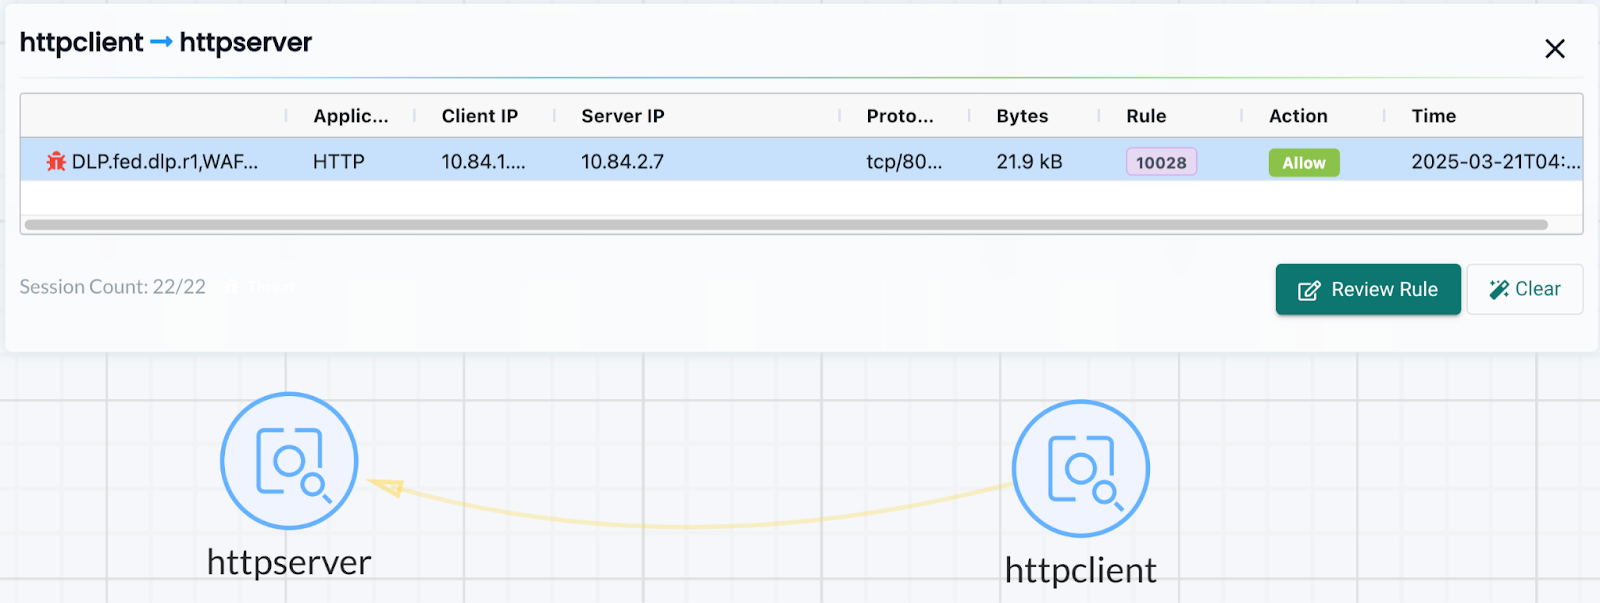 httpclient → httpserver
Applic... Client IP Server IP Proto... Bytes Rule Action Time
DLP.fed.dlp.r1,WAF... HTTP 10.84.1.... 10.84.2.7 tcp/80... 21.9 kB 10028 Allow 2025-03-21T04:...
Session Count: 22/22
Review Rule Clear
httpserver
httpclient